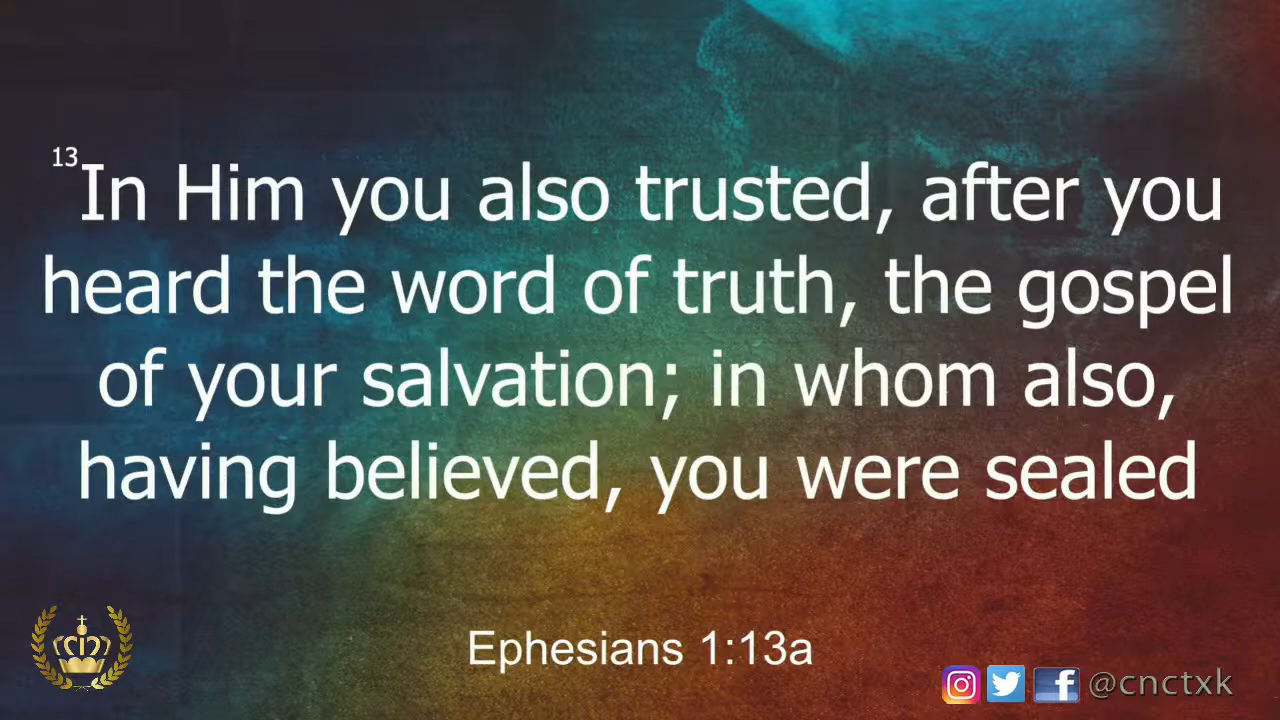 13In Him you also trusted, after you
heard the word of truth, the gospel
of your salvation; in whom also,
having believed, you were sealed
Ephesians 1:13a
@cnctxk